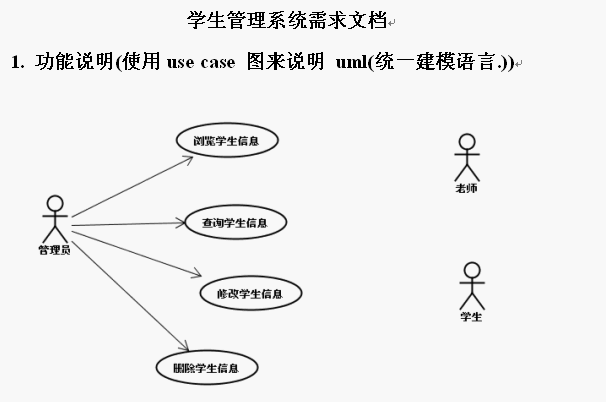 学生管理系统需求文档
1. 功能说明(使用 use case 图来说明 uml(统一建模语言.))
浏览学生信息
老师
查询学生信息
管理员
修改学生信息
学生
删除学生信息